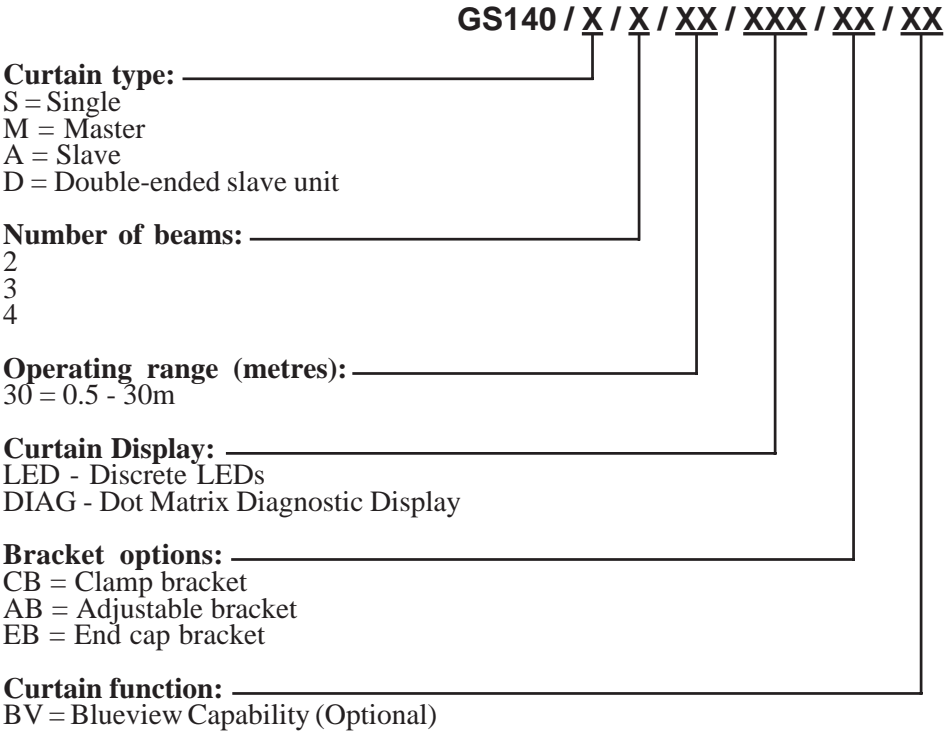 GS140 / X / X / XX / XXX / XX / XX
Curtain type:
S = Single
M = Master
A = Slave
D = Double-ended slave unit
Number of beams:
2
3
4
Operating range (metres):
30 = 0.5 - 30m
Curtain Display:
LED - Discrete LEDs
DIAG - Dot Matrix Diagnostic Display
Bracket options:
CB = Clamp bracket
AB = Adjustable bracket
EB = End cap bracket
Curtain function:
BV = Blueview Capability (Optional)